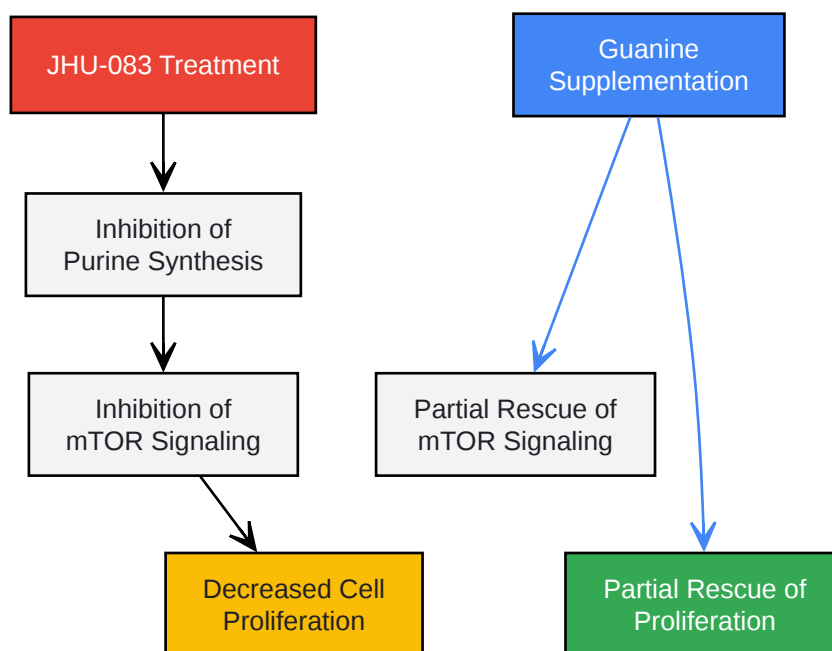 JHU-083 Treatment
Guanine
Supplementation
Inhibition of
Purine Synthesis
Inhibition of
mTOR Signaling
Partial Rescue of
mTOR Signaling
Decreased Cell
Proliferation
Partial Rescue of
Proliferation